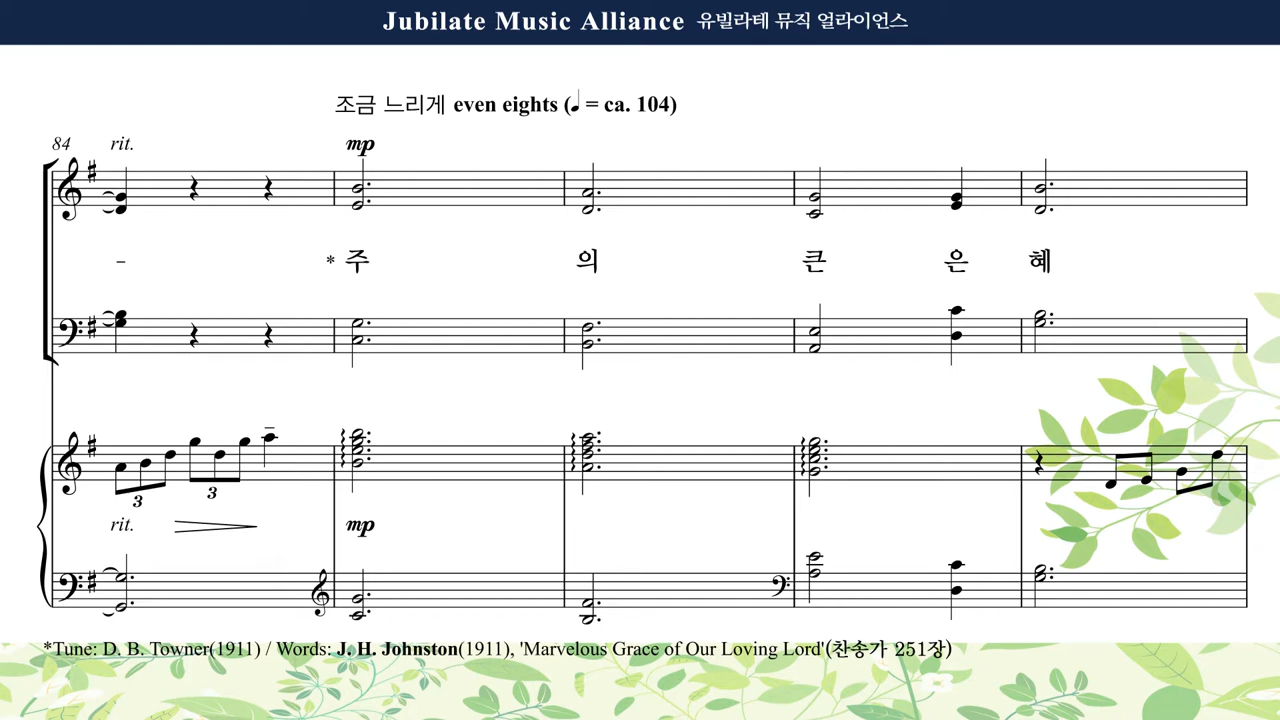 Jubilate Music Alliance 유빌라테 뮤직 얼라이언스
조금 느리게 even eights (♩ = ca. 104)
84 rit. mp
- *주 의 큰 은 혜
3 3
rit. mp
*Tune: D. B. Towner(1911) / Words: J. H. Johnston(1911), 'Marvelous Grace of Our Loving Lord'(찬송가 251장)